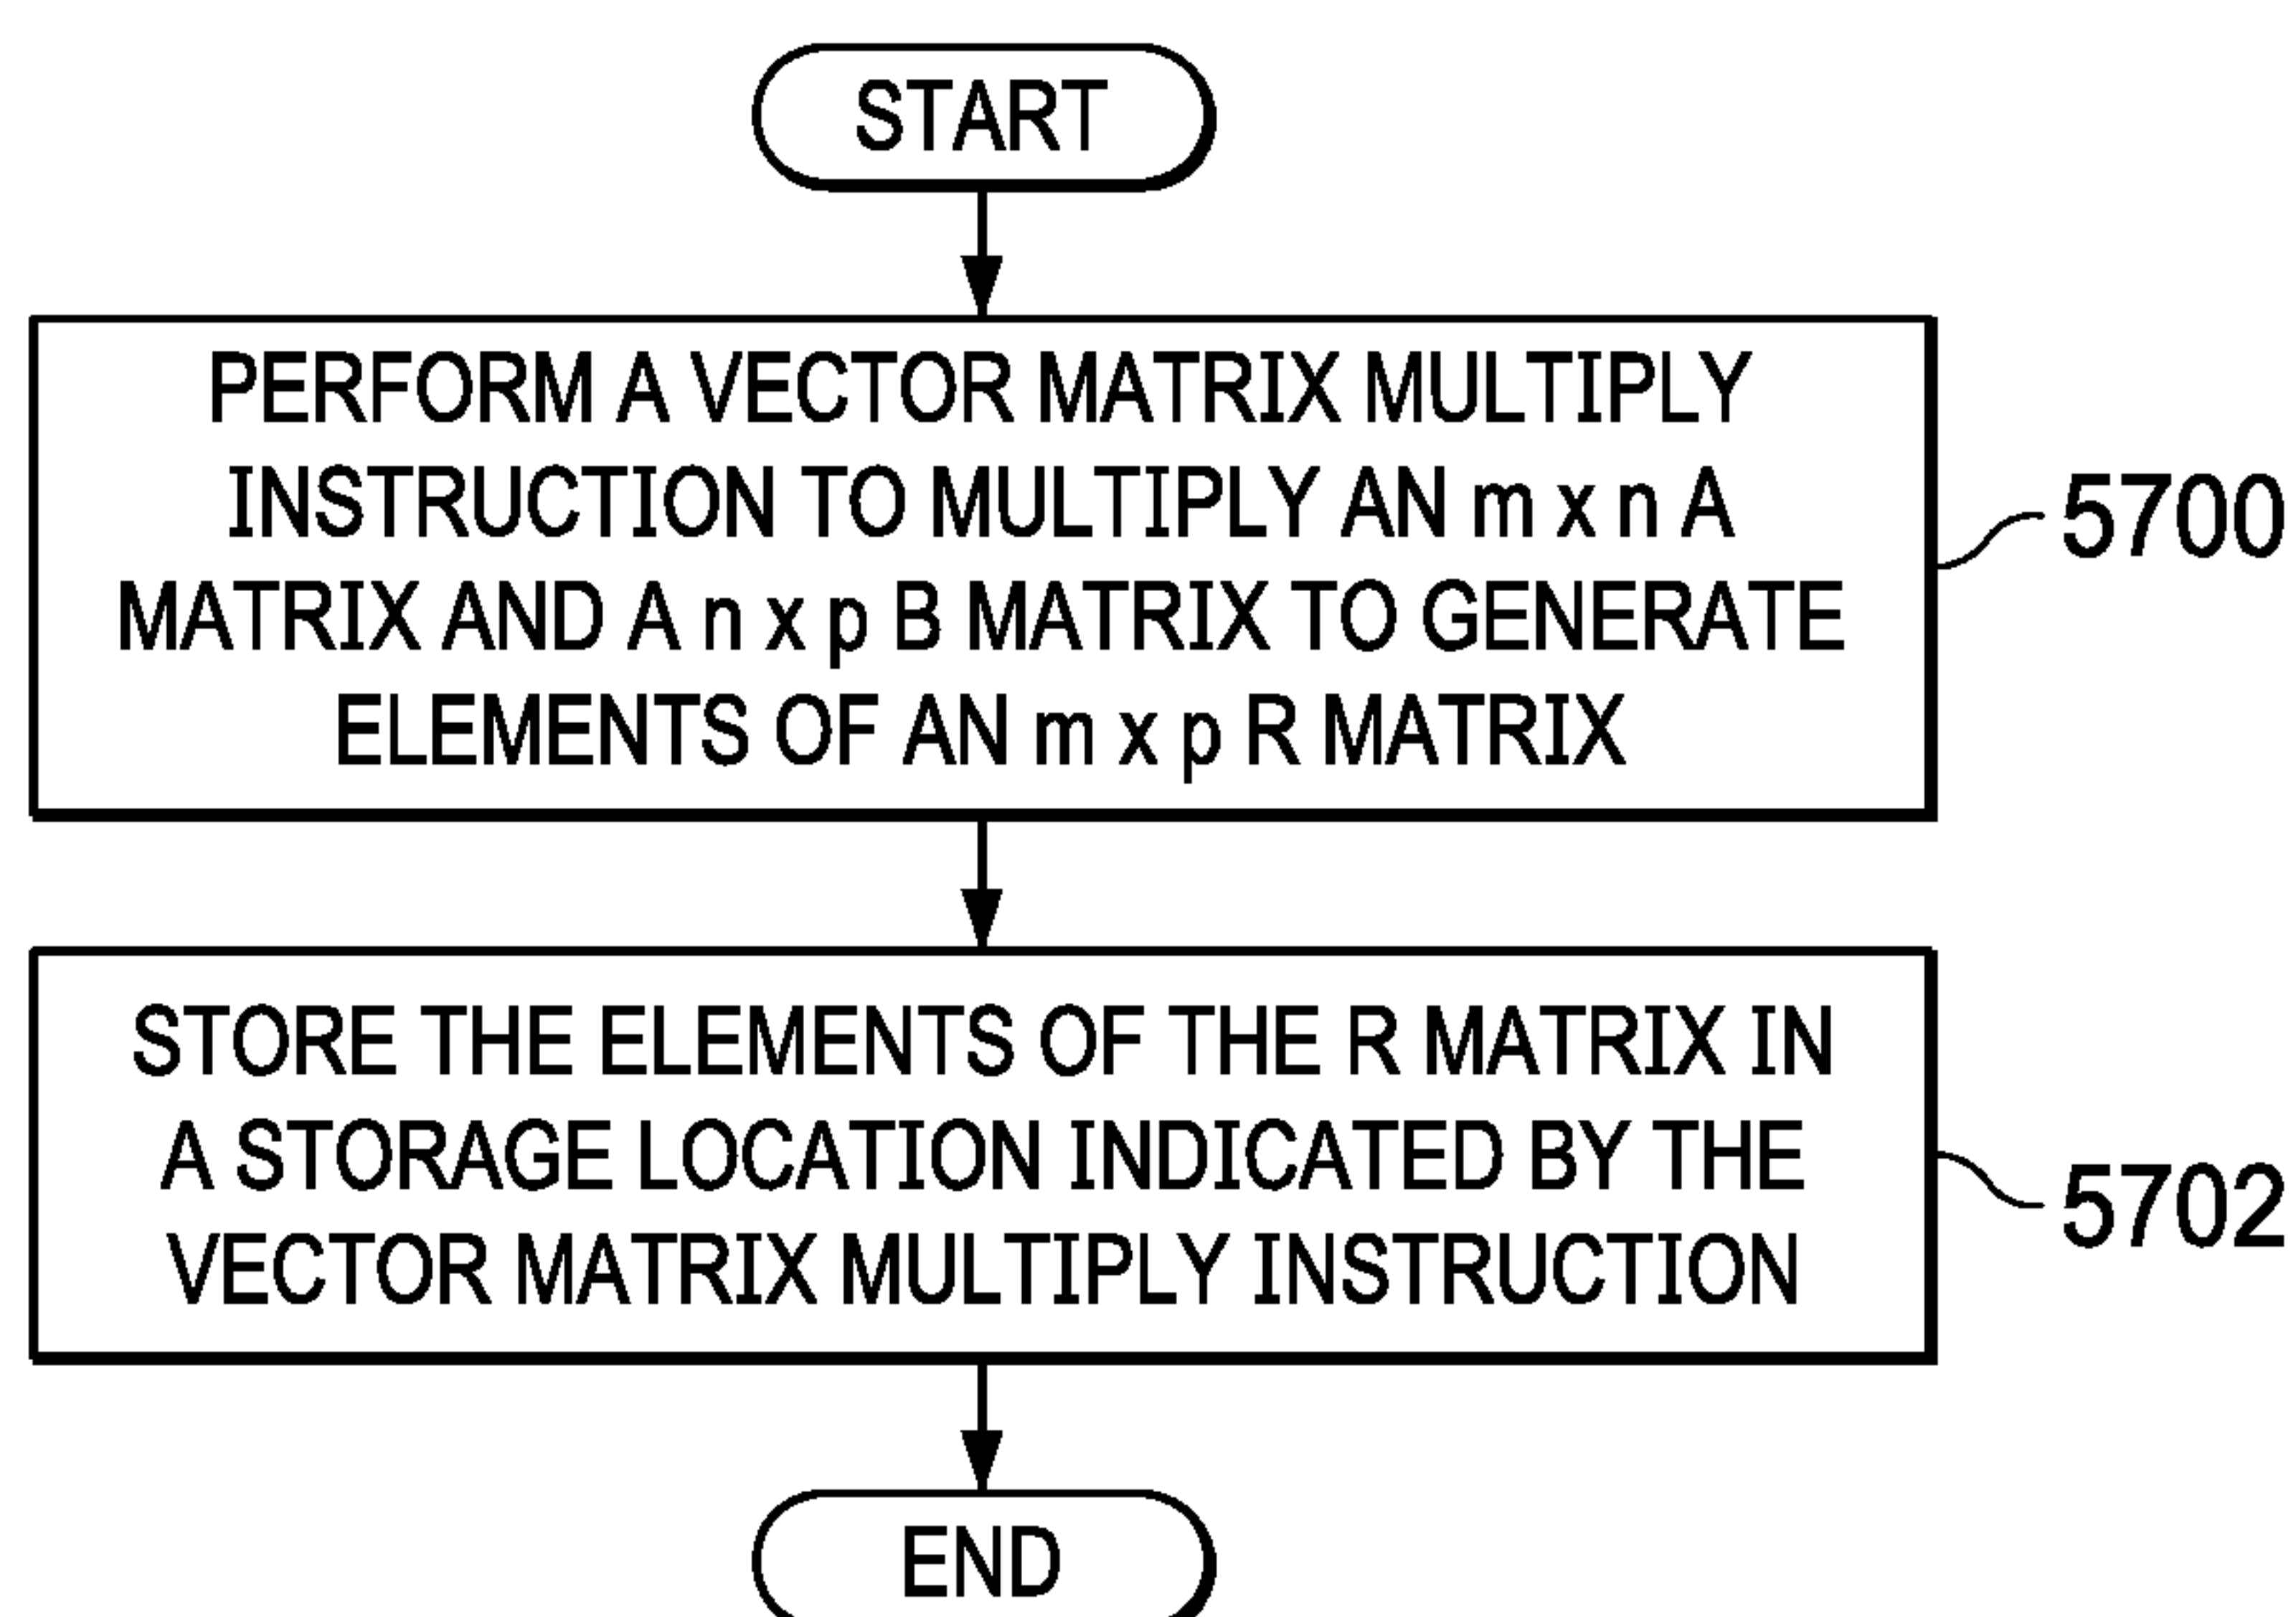 START
PERFORM A VECTOR MATRIX MULTIPLY
INSTRUCTION TO MULTIPLY AN m x n A
MATRIX AND A n x p B MATRIX TO GENERATE
ELEMENTS OF AN m x p R MATRIX
5700
STORE THE ELEMENTS OF THE R MATRIX IN
A STORAGE LOCATION INDICATED BY THE
VECTOR MATRIX MULTIPLY INSTRUCTION
5702
END